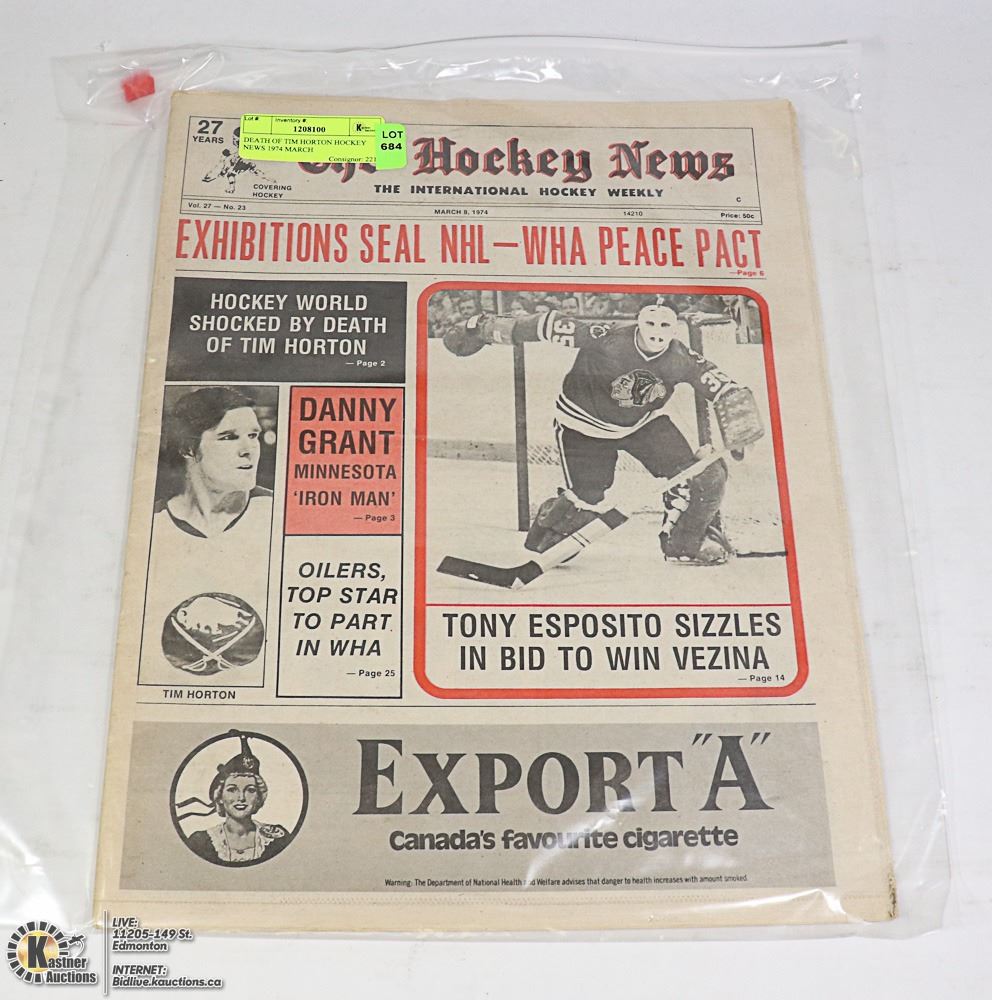 Lot #
Inventory #:
1208100
DEATH OF TIM HORTON HOCKEY
NEWS 1974 MARCH
Consignor: 221
LOT
684
27
YEARS
COVERING
HOCKEY
The Hockey News
THE INTERNATIONAL HOCKEY WEEKLY
C
Vol. 27 — No. 23
MARCH 8, 1974
14210
Price: 50c
EXHIBITIONS SEAL NHL—WHA PEACE PACT
—Page 6
HOCKEY WORLD
SHOCKED BY DEATH
OF TIM HORTON
— Page 2
DANNY
GRANT
MINNESOTA
'IRON MAN'
— Page 3
OILERS,
TOP STAR
TO PART
IN WHA
— Page 25
TIM HORTON
35
35
TONY ESPOSITO SIZZLES
IN BID TO WIN VEZINA
— Page 14
EXPORT "A"
Canada's favourite cigarette
Warning: The Department of National Health and Welfare advises that danger to health increases with amount smoked.
Kastner
Auctions
LIVE:
11205-149 St.
Edmonton
INTERNET:
Bidlive.kauctions.ca